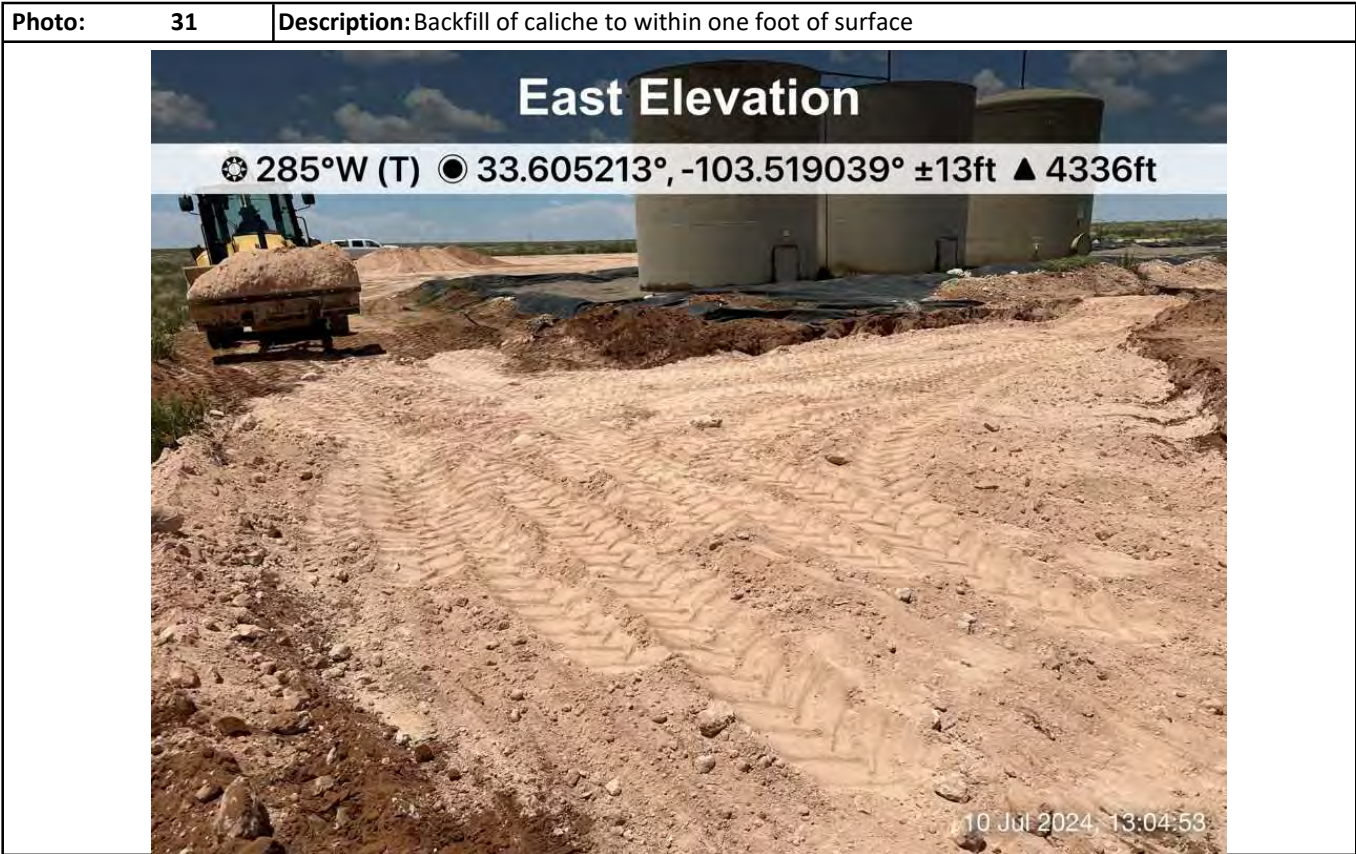 Photo: 31 Description: Backfill of caliche to within one foot of surface
East Elevation
285°W (T) 33.605213°, -103.519039° ±13ft ▲ 4336ft
10 Jul 2024, 13:04:53